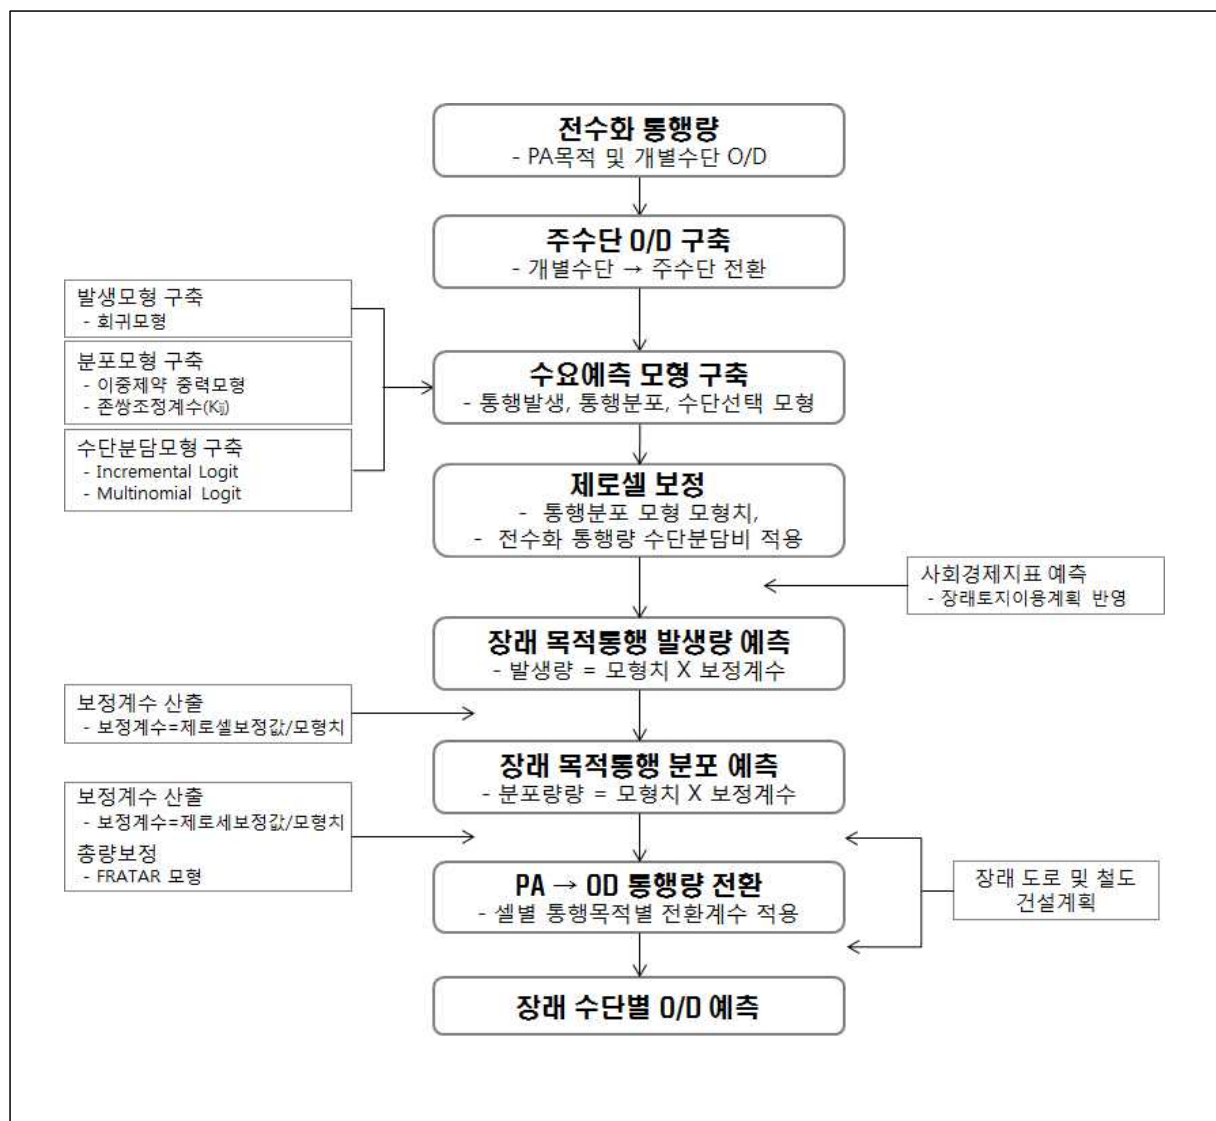 전수화 통행량
- PA목적 및 개별수단 O/D
주수단 O/D 구축
- 개별수단 → 주수단 전환
발생모형 구축
- 회귀모형
분포모형 구축
- 이중제약 중력모형
- 존쌍조정계수(Kij)
수단분담모형 구축
- Incremental Logit
- Multinomial Logit
수요예측 모형 구축
- 통행발생, 통행분포, 수단선택 모형
제로셀 보정
- 통행분포 모형 모형치,
- 전수화 통행량 수단분담비 적용
사회경제지표 예측
- 장래토지이용계획 반영
장래 목적통행 발생량 예측
- 발생량 = 모형치 X 보정계수
보정계수 산출
- 보정계수=제로셀보정값/모형치
장래 목적통행 분포 예측
- 분포량량 = 모형치 X 보정계수
보정계수 산출
- 보정계수=제로세보정값/모형치
총량보정
- FRATAR 모형
PA → OD 통행량 전환
- 셀별 통행목적별 전환계수 적용
장래 도로 및 철도
건설계획
장래 수단별 O/D 예측